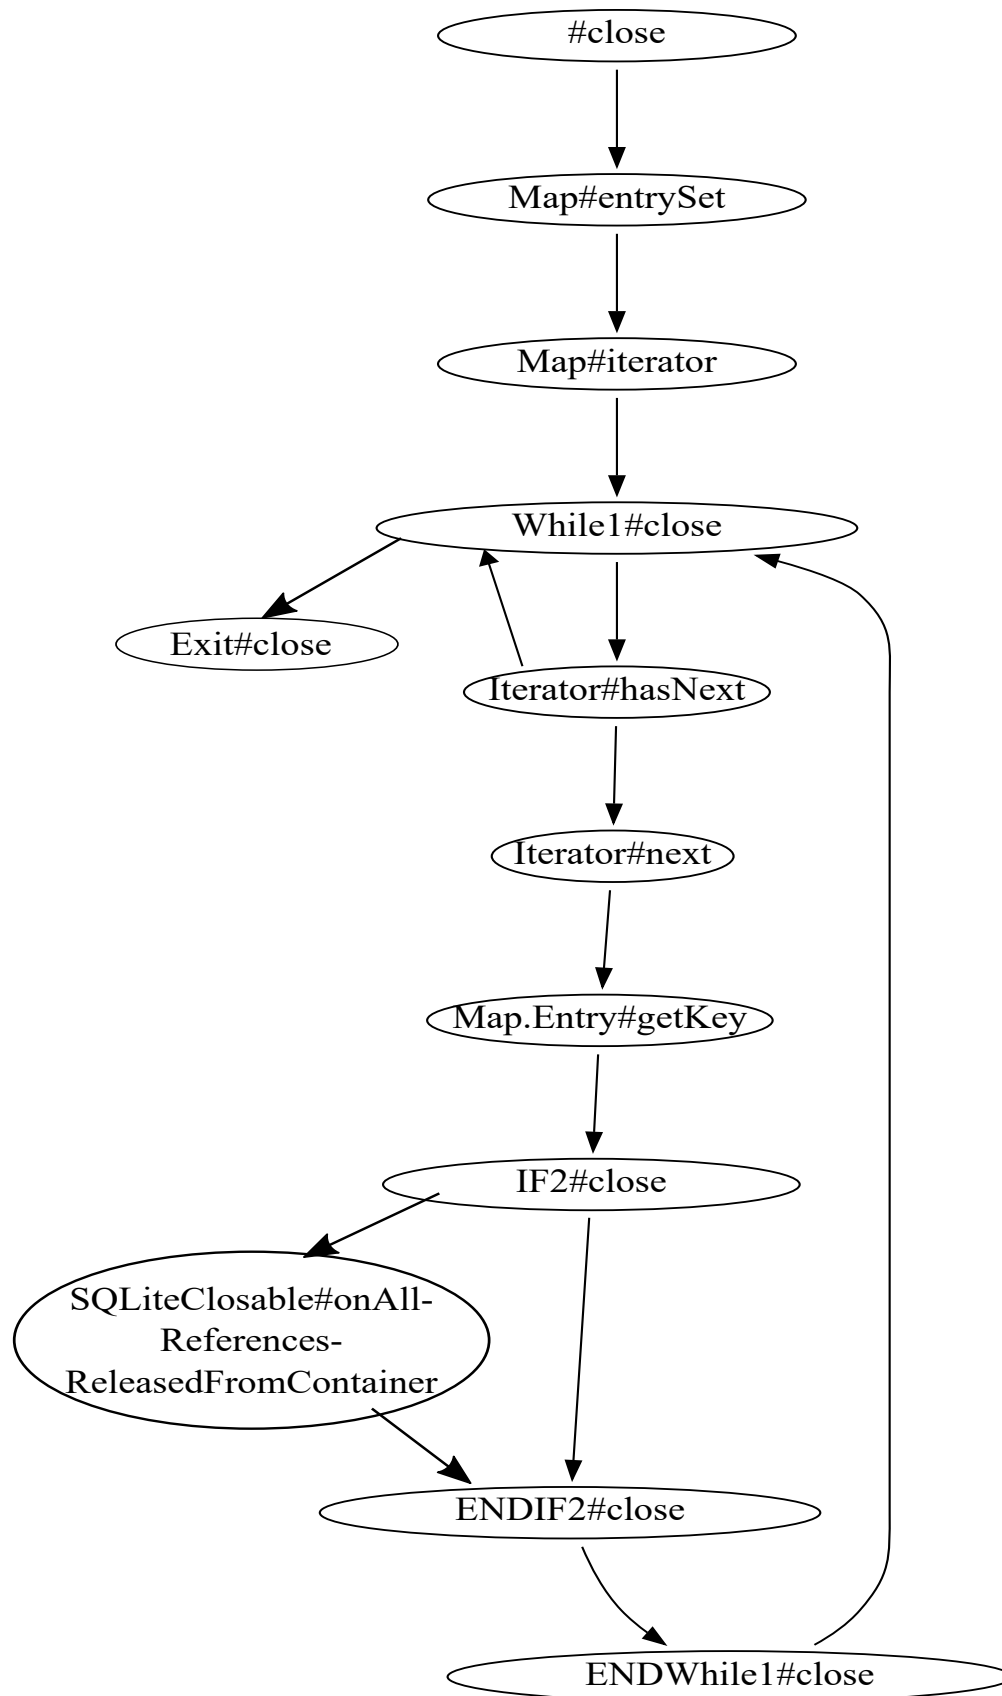 #close
Map#entrySet
Map#iterator
While1#close
Exit#close
Iterator#hasNext
Iterator#next
Map.Entry#getKey
IF2#close
SQLiteClosable#onAll-
References-
ReleasedFromContainer
ENDIF2#close
ENDWhile1#close